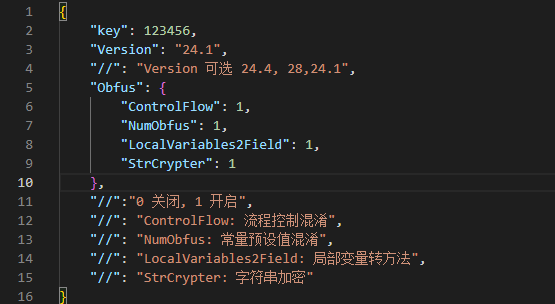 1 {
2 "key": 123456,
3 "Version": "24.1",
4 "//": "Version 可选 24.4, 28,24.1",
5 "Obfus": {
6 "ControlFlow": 1,
7 "NumObfus": 1,
8 "LocalVariables2Field": 1,
9 "StrCrypter": 1
10 },
11 "//":"0 关闭, 1 开启",
12 "//": "ControlFlow: 流程控制混淆",
13 "//": "NumObfus: 常量预设值混淆",
14 "//": "LocalVariables2Field: 局部变量转方法",
15 "//": "StrCrypter: 字符串加密"
16 }